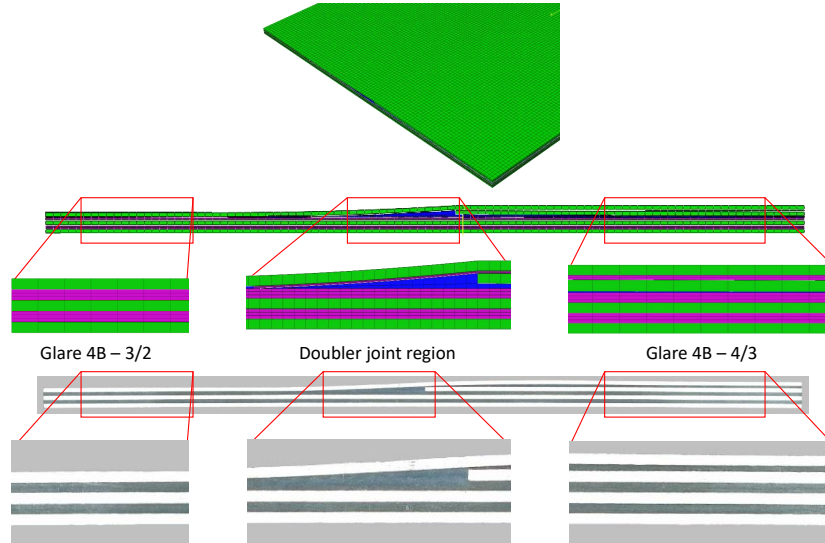 Glare 4B – 3/2
Doubler joint region
Glare 4B – 4/3